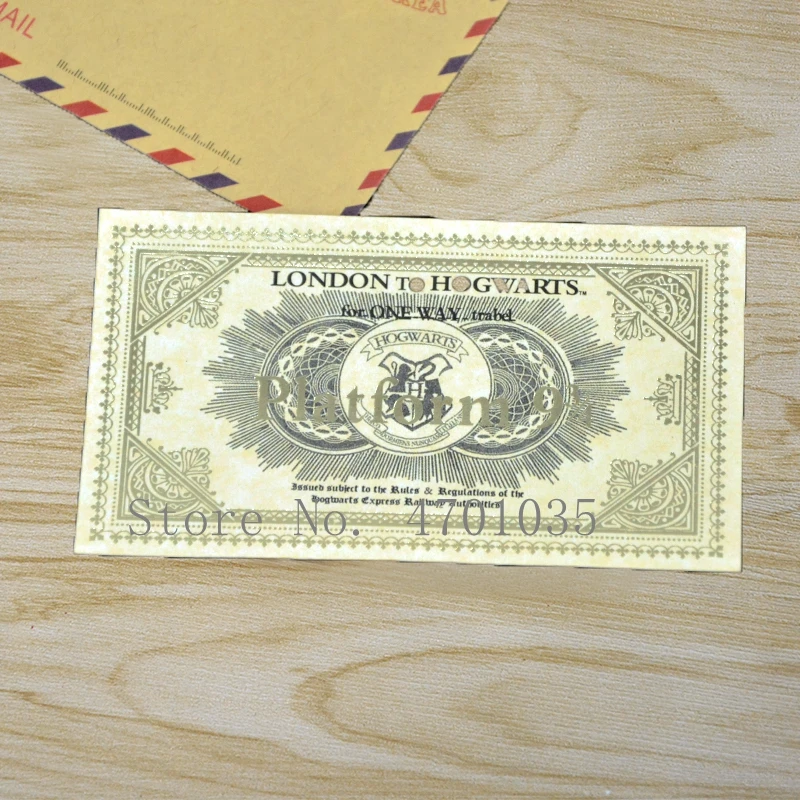 MAIL
LONDON TO HOGWARTS™
for ONE WAY trabel
HOGWARTS
H
Platform 9¾
Issued subject to the Rules & Regulations of the
Hogwarts Express Railway Authorities
Store No. 4701035